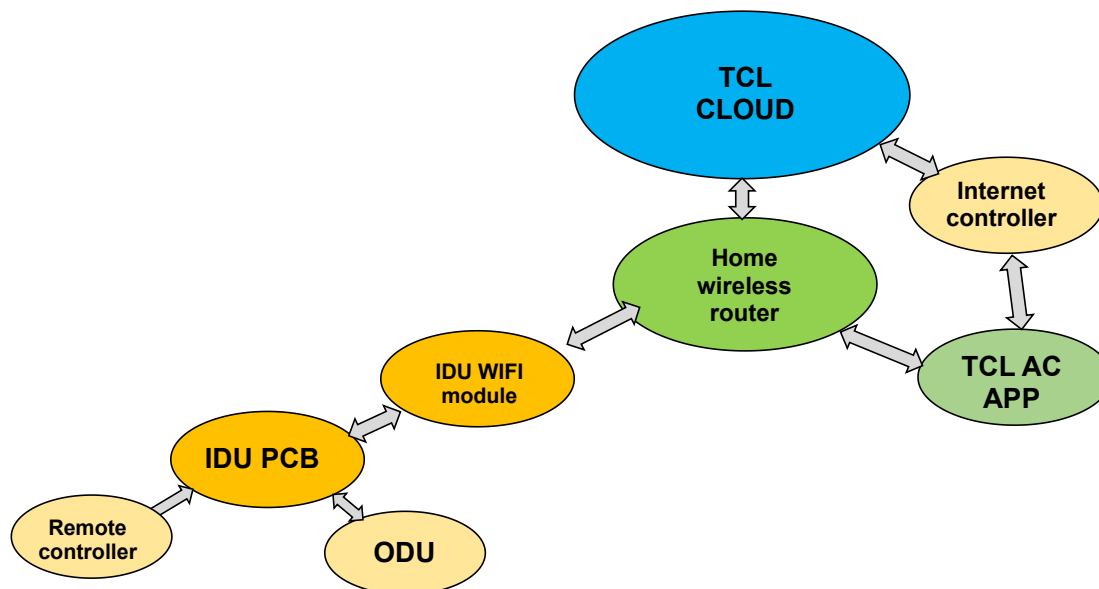 TCL
CLOUD
Internet
controller
Home
wireless
router
IDU WIFI
module
TCL AC
APP
IDU PCB
Remote
controller
ODU